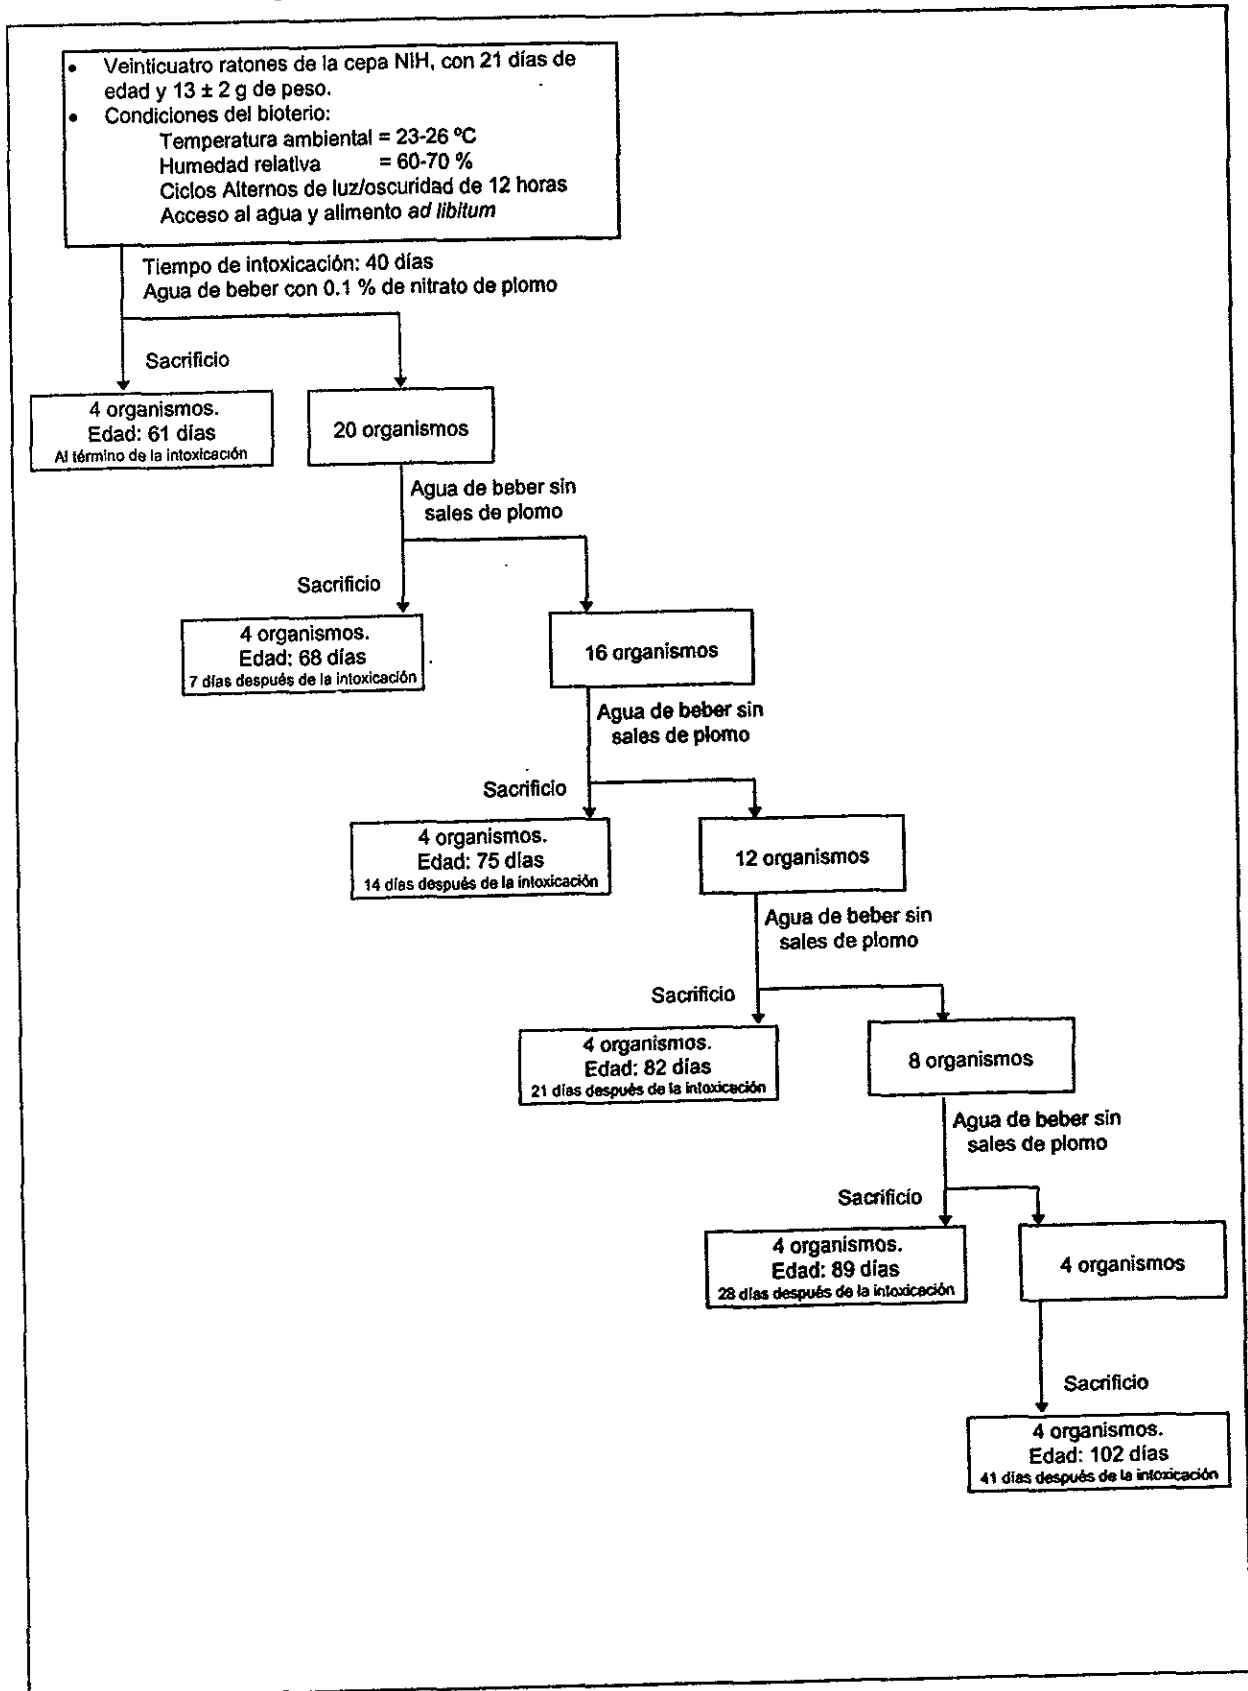 • Veinticuatro ratones de la cepa NIH, con 21 días de
edad y 13 ± 2 g de peso.
• Condiciones del bioterio:
Temperatura ambiental = 23-26 ºC
Humedad relativa = 60-70 %
Ciclos Alternos de luz/oscuridad de 12 horas
Acceso al agua y alimento ad libitum
Tiempo de intoxicación: 40 días
Agua de beber con 0.1 % de nitrato de plomo
Sacrificio
4 organismos.
Edad: 61 días
Al término de la intoxicación
20 organismos
Agua de beber sin
sales de plomo
Sacrificio
4 organismos.
Edad: 68 días
7 días después de la intoxicación
16 organismos
Agua de beber sin
sales de plomo
Sacrificio
4 organismos.
Edad: 75 días
14 días después de la intoxicación
12 organismos
Agua de beber sin
sales de plomo
Sacrificio
4 organismos.
Edad: 82 días
21 días después de la intoxicación
8 organismos
Agua de beber sin
sales de plomo
Sacrificio
4 organismos.
Edad: 89 días
28 días después de la intoxicación
4 organismos
Sacrificio
4 organismos.
Edad: 102 días
41 días después de la intoxicación